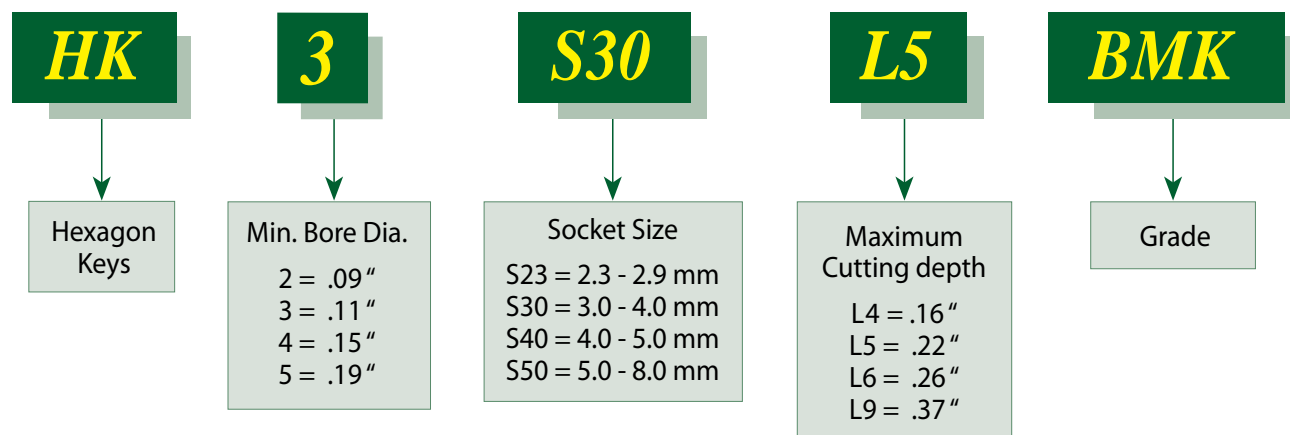 HK 3 S30 L5 BMK
Hexagon
Keys
Min. Bore Dia.
2 = .09“
3 = .11“
4 = .15“
5 = .19“
Socket Size
S23 = 2.3 - 2.9 mm
S30 = 3.0 - 4.0 mm
S40 = 4.0 - 5.0 mm
S50 = 5.0 - 8.0 mm
Maximum
Cutting depth
L4 = .16“
L5 = .22“
L6 = .26“
L9 = .37“
Grade